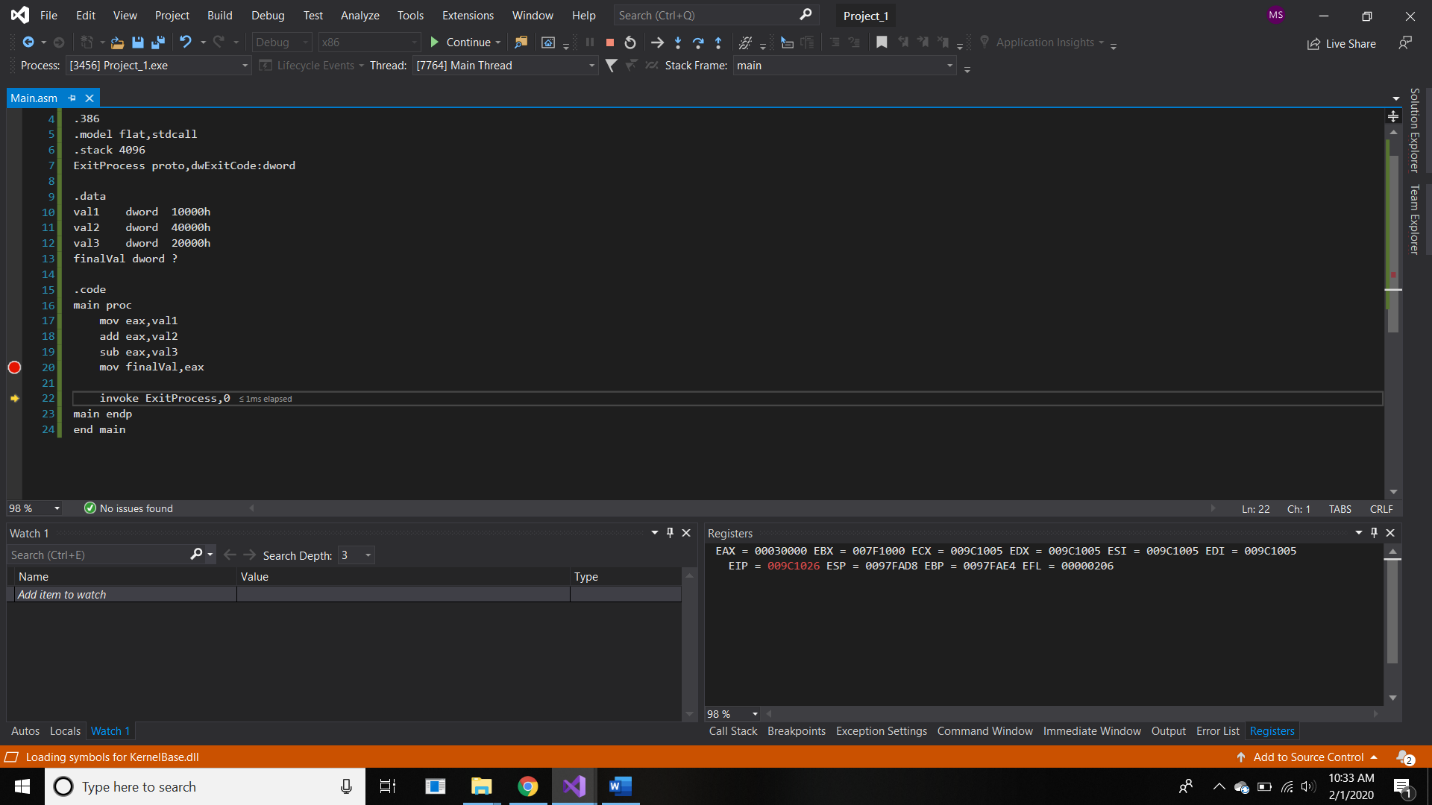 File Edit View Project Build Debug Test Analyze Tools Extensions Window Help Search (Ctrl+Q) Project_1 MS
Debug x86 Continue Application Insights Live Share
Process: [3456] Project_1.exe Lifecycle Events Thread: [7764] Main Thread Stack Frame: main
Main.asm
Solution Explorer
Team Explorer
4 .386
5 .model flat,stdcall
6 .stack 4096
7 ExitProcess proto,dwExitCode:dword
8
9 .data
10 val1 dword 10000h
11 val2 dword 40000h
12 val3 dword 20000h
13 finalVal dword ?
14
15 .code
16 main proc
17 mov eax,val1
18 add eax,val2
19 sub eax,val3
20 mov finalVal,eax
21
22 invoke ExitProcess,0 ≤ 1ms elapsed
23 main endp
24 end main
98 % No issues found Ln: 22 Ch: 1 TABS CRLF
Watch 1
Search (Ctrl+E) Search Depth: 3
Name Value Type
Add item to watch
Autos Locals Watch 1
Registers
EAX = 00030000 EBX = 007F1000 ECX = 009C1005 EDX = 009C1005 ESI = 009C1005 EDI = 009C1005
EIP = 009C1026 ESP = 0097FAD8 EBP = 0097FAE4 EFL = 00000206
98 %
Call Stack Breakpoints Exception Settings Command Window Immediate Window Output Error List Registers
Loading symbols for KernelBase.dll Add to Source Control 2
Type here to search
10:33 AM
2/1/2020
1